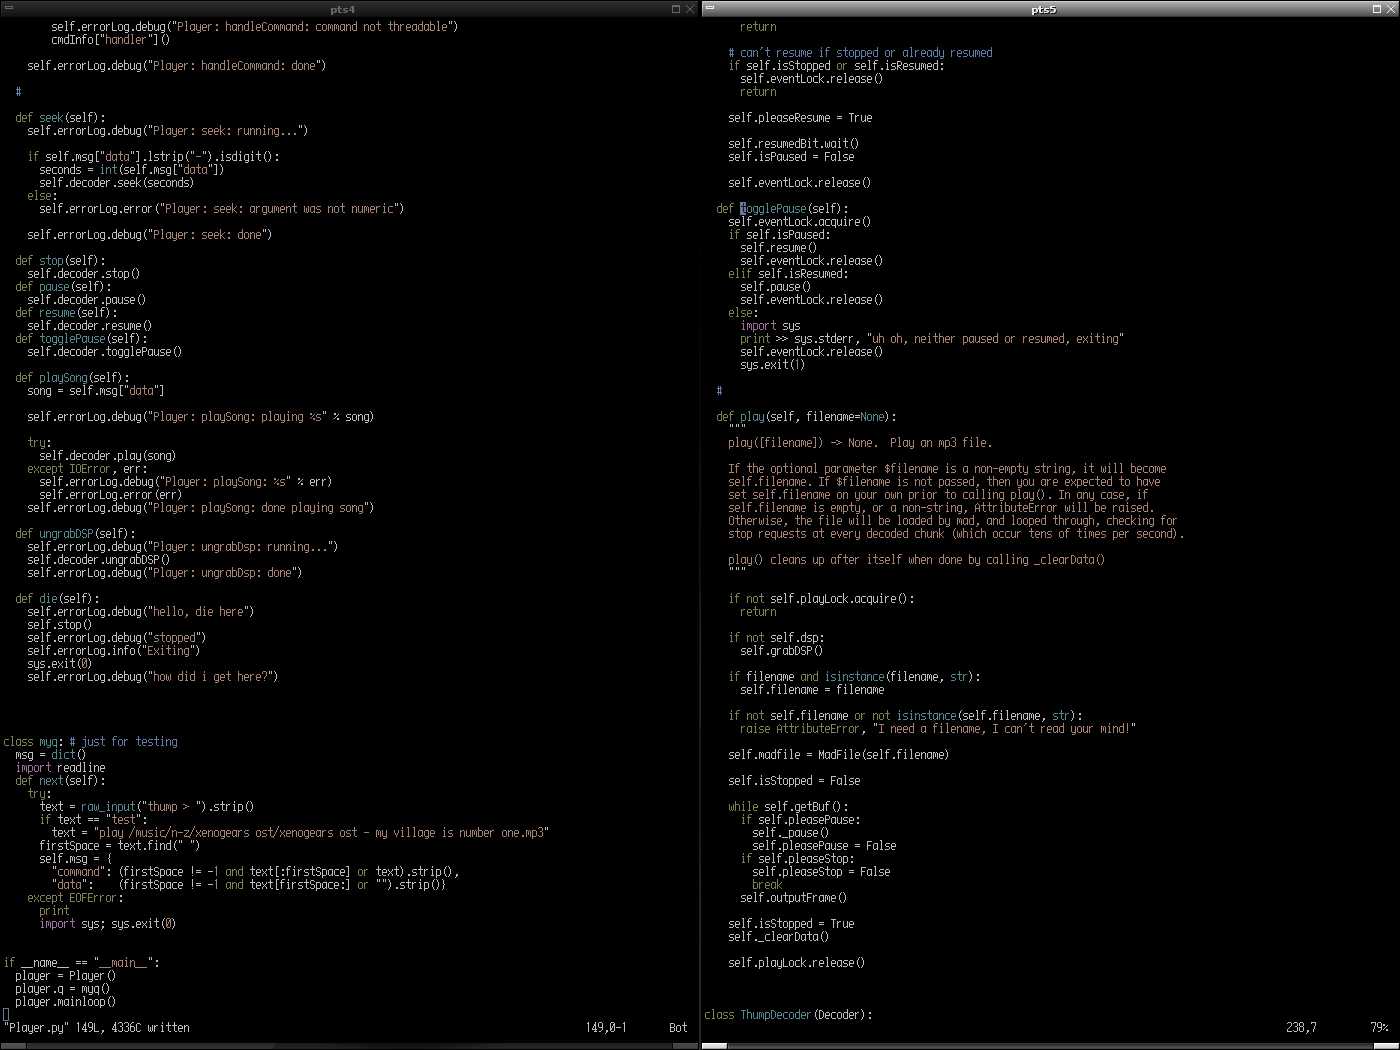 pts4
      self.errorLog.debug("Player: handleCommand: command not threadable")
      cmdInfo["handler"]()
  self.errorLog.debug("Player: handleCommand: done")
#
def seek(self):
  self.errorLog.debug("Player: seek: running...")
  if self.msg["data"].lstrip("-").isdigit():
    seconds = int(self.msg["data"])
    self.decoder.seek(seconds)
  else:
    self.errorLog.error("Player: seek: argument was not numeric")
  self.errorLog.debug("Player: seek: done")
def stop(self):
  self.decoder.stop()
def pause(self):
  self.decoder.pause()
def resume(self):
  self.decoder.resume()
def togglePause(self):
  self.decoder.togglePause()
def playSong(self):
  song = self.msg["data"]
  self.errorLog.debug("Player: playSong: playing %s" % song)
  try:
    self.decoder.play(song)
  except IOError, err:
    self.errorLog.debug("Player: playSong: %s" % err)
    self.errorLog.error(err)
  self.errorLog.debug("Player: playSong: done playing song")
def ungrabDSP(self):
  self.errorLog.debug("Player: ungrabDsp: running...")
  self.decoder.ungrabDSP()
  self.errorLog.debug("Player: ungrabDsp: done")
def die(self):
  self.errorLog.debug("hello, die here")
  self.stop()
  self.errorLog.debug("stopped")
  self.errorLog.info("Exiting")
  sys.exit(0)
  self.errorLog.debug("how did i get here?")
class myq: # just for testing
  msg = dict()
  import readline
  def next(self):
    try:
      text = raw_input("thump > ").strip()
      if text == "test":
        text = "play /music/n-z/xenogears ost/xenogears ost - my village is number one.mp3"
      firstSpace = text.find(" ")
      self.msg = {
        "command": (firstSpace != -1 and text[:firstSpace] or text).strip(),
        "data":    (firstSpace != -1 and text[firstSpace:] or "").strip()}
    except EOFError:
      print
      import sys; sys.exit(0)
if __name__ == "__main__":
  player = Player()
  player.q = myq()
  player.mainloop()
"Player.py" 149L, 4336C written 149,0-1 Bot
pts5
    return
  # can't resume if stopped or already resumed
  if self.isStopped or self.isResumed:
    self.eventLock.release()
    return
  self.pleaseResume = True
  self.resumedBit.wait()
  self.isPaused = False
  self.eventLock.release()
def togglePause(self):
  self.eventLock.acquire()
  if self.isPaused:
    self.resume()
    self.eventLock.release()
  elif self.isResumed:
    self.pause()
    self.eventLock.release()
  else:
    import sys
    print >> sys.stderr, "uh oh, neither paused or resumed, exiting"
    self.eventLock.release()
    sys.exit(1)
#
def play(self, filename=None):
  """
  play([filename]) -> None.  Play an mp3 file.
  If the optional parameter $filename is a non-empty string, it will become
  self.filename. If $filename is not passed, then you are expected to have
  set self.filename on your own prior to calling play(). In any case, if
  self.filename is empty, or a non-string, AttributeError will be raised.
  Otherwise, the file will be loaded by mad, and looped through, checking for
  stop requests at every decoded chunk (which occur tens of times per second).
  play() cleans up after itself when done by calling _clearData()
  """
  if not self.playLock.acquire():
    return
  if not self.dsp:
    self.grabDSP()
  if filename and isinstance(filename, str):
    self.filename = filename
  if not self.filename or not isinstance(self.filename, str):
    raise AttributeError, "I need a filename, I can't read your mind!"
  self.madfile = MadFile(self.filename)
  self.isStopped = False
  while self.getBuf():
    if self.pleasePause:
      self._pause()
      self.pleasePause = False
    if self.pleaseStop:
      self.pleaseStop = False
      break
    self.outputFrame()
  self.isStopped = True
  self._clearData()
  self.playLock.release()
class ThumpDecoder(Decoder):
238,7 79%